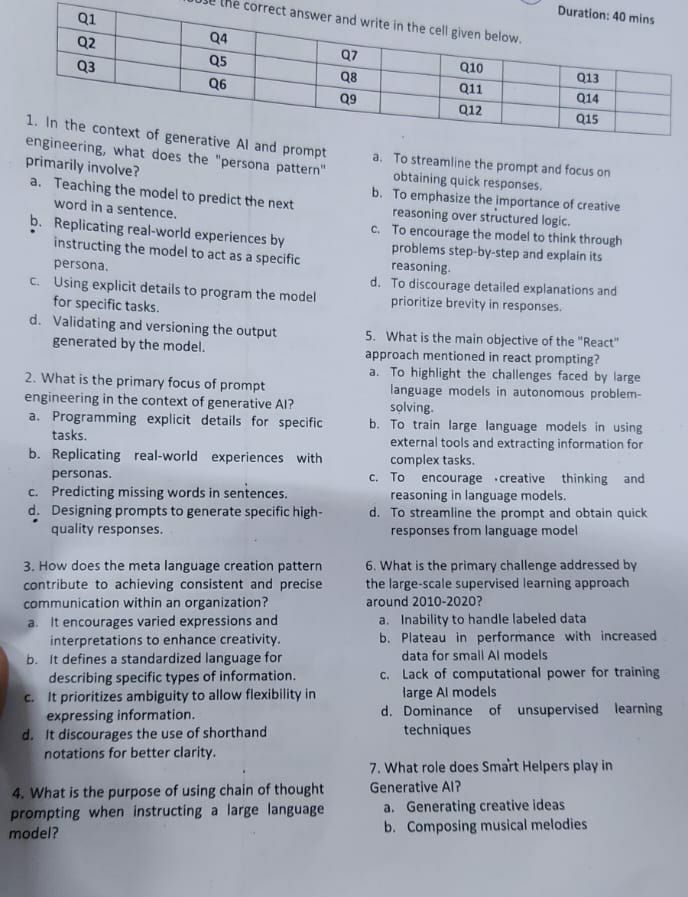 the correct answer and write in the cell given below.
Duration: 40 mins
Q1 Q4 Q7 Q10 Q13
Q2 Q5 Q8 Q11 Q14
Q3 Q6 Q9 Q12 Q15
1. In the context of generative AI and prompt
engineering, what does the "persona pattern"
primarily involve?
a. Teaching the model to predict the next
word in a sentence.
b. Replicating real-world experiences by
instructing the model to act as a specific
persona.
c. Using explicit details to program the model
for specific tasks.
d. Validating and versioning the output
generated by the model.
2. What is the primary focus of prompt
engineering in the context of generative AI?
a. Programming explicit details for specific
tasks.
b. Replicating real-world experiences with
personas.
c. Predicting missing words in sentences.
d. Designing prompts to generate specific high-
quality responses.
3. How does the meta language creation pattern
contribute to achieving consistent and precise
communication within an organization?
a. It encourages varied expressions and
interpretations to enhance creativity.
b. It defines a standardized language for
describing specific types of information.
c. It prioritizes ambiguity to allow flexibility in
expressing information.
d. It discourages the use of shorthand
notations for better clarity.
4. What is the purpose of using chain of thought
prompting when instructing a large language
model?
a. To streamline the prompt and focus on
obtaining quick responses.
b. To emphasize the importance of creative
reasoning over structured logic.
c. To encourage the model to think through
problems step-by-step and explain its
reasoning.
d. To discourage detailed explanations and
prioritize brevity in responses.
5. What is the main objective of the "React"
approach mentioned in react prompting?
a. To highlight the challenges faced by large
language models in autonomous problem-
solving.
b. To train large language models in using
external tools and extracting information for
complex tasks.
c. To encourage creative thinking and
reasoning in language models.
d. To streamline the prompt and obtain quick
responses from language model
6. What is the primary challenge addressed by
the large-scale supervised learning approach
around 2010-2020?
a. Inability to handle labeled data
b. Plateau in performance with increased
data for small AI models
c. Lack of computational power for training
large AI models
d. Dominance of unsupervised learning
techniques
7. What role does Smart Helpers play in
Generative AI?
a. Generating creative ideas
b. Composing musical melodies